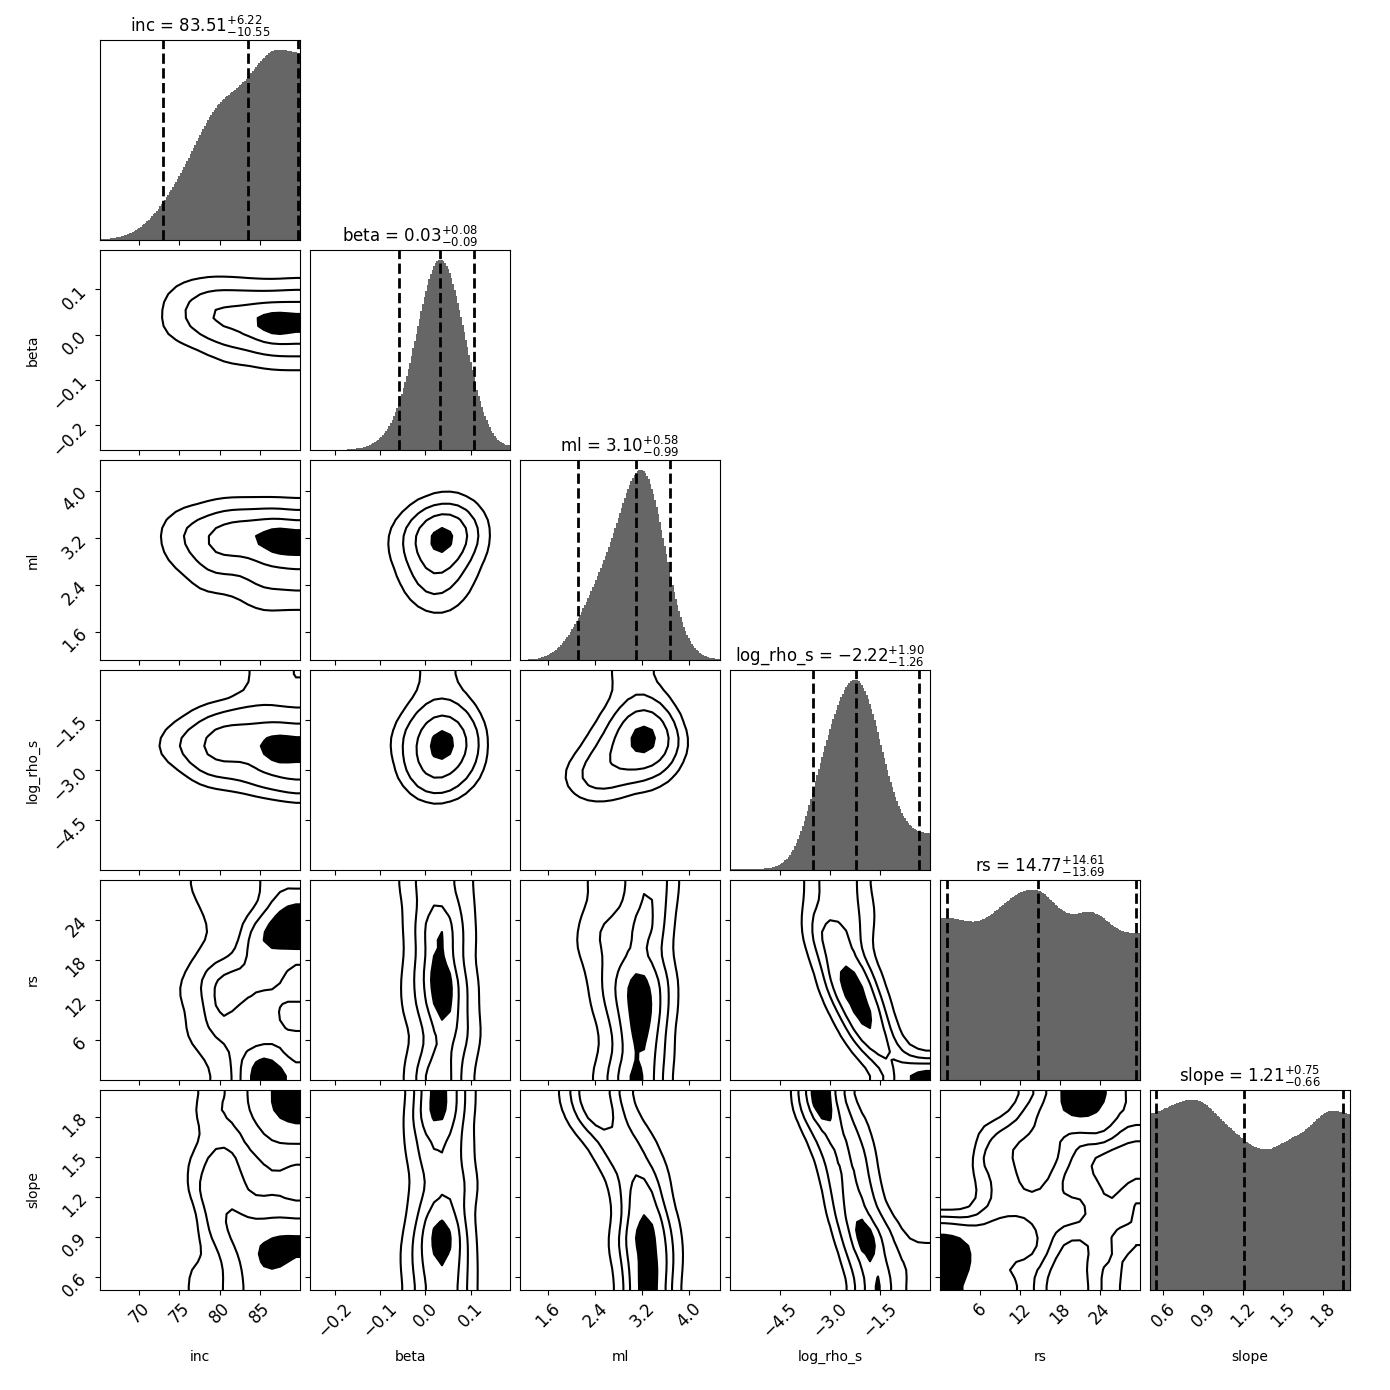 inc = 83.51+6.22−10.55
beta = 0.03+0.08−0.09
0.1
0.0
−0.1
−0.2
beta
ml = 3.10+0.58−0.99
4.0
3.2
2.4
1.6
ml
log_rho_s = −2.22+1.90−1.26
−1.5
−3.0
−4.5
log_rho_s
rs = 14.77+14.61−13.69
24
18
12
6
rs
slope = 1.21+0.75−0.66
1.8
1.5
1.2
0.9
0.6
slope
70 75 80 85
−0.2 −0.1 0.0 0.1
1.6 2.4 3.2 4.0
−4.5 −3.0 −1.5
6 12 18 24
0.6 0.9 1.2 1.5 1.8
inc beta ml log_rho_s rs slope